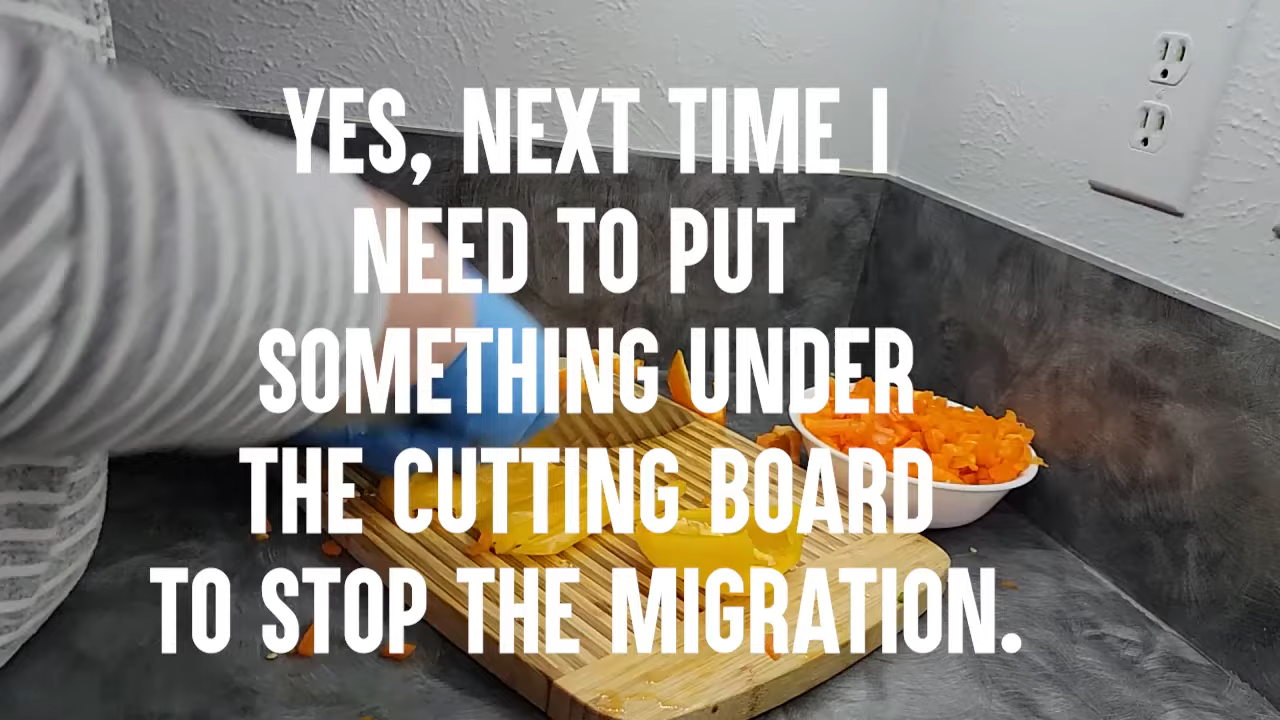 YES, NEXT TIME I
NEED TO PUT
SOMETHING UNDER
THE CUTTING BOARD
TO STOP THE MIGRATION.